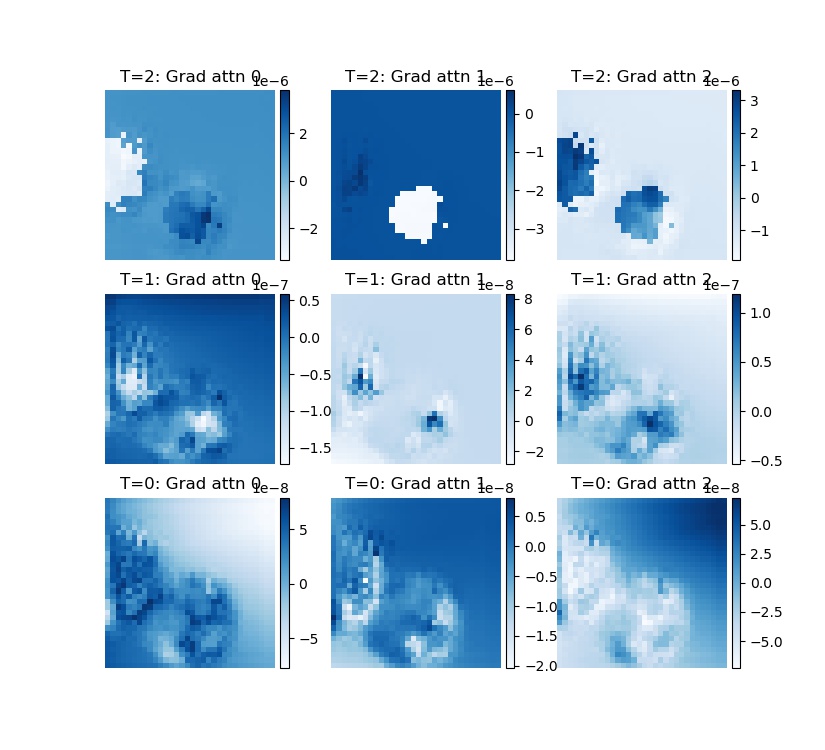 T=2: Grad attn 0
1e−6
2
0
−2
T=2: Grad attn 1
1e−6
0
−1
−2
−3
T=2: Grad attn 2
1e−6
3
2
1
0
−1
T=1: Grad attn 0
1e−7
0.5
0.0
−0.5
−1.0
−1.5
T=1: Grad attn 1
1e−8
8
6
4
2
0
−2
T=1: Grad attn 2
1e−7
1.0
0.5
0.0
−0.5
T=0: Grad attn 0
1e−8
5
0
−5
T=0: Grad attn 1
1e−8
0.5
0.0
−0.5
−1.0
−1.5
−2.0
T=0: Grad attn 2
1e−8
5.0
2.5
0.0
−2.5
−5.0